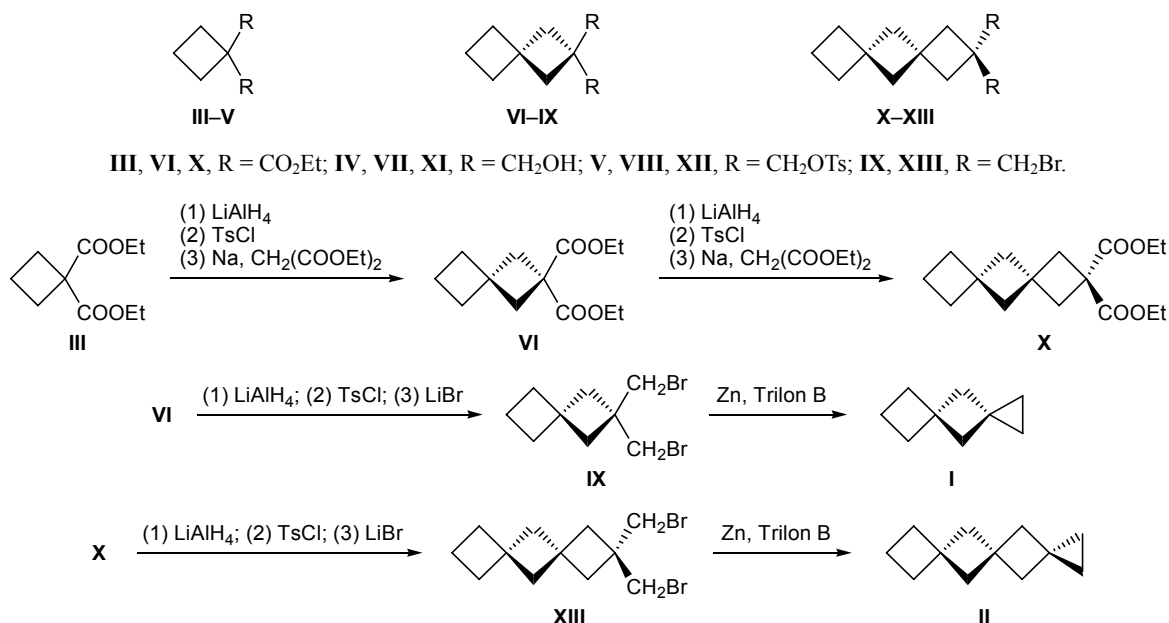 R R R
R R R
III–V VI–IX X–XIII
III, VI, X, R = CO₂Et; IV, VII, XI, R = CH₂OH; V, VIII, XII, R = CH₂OTs; IX, XIII, R = CH₂Br.
(1) LiAlH₄ (1) LiAlH₄
(2) TsCl (2) TsCl
(3) Na, CH₂(COOEt)₂ (3) Na, CH₂(COOEt)₂
COOEt COOEt COOEt
COOEt COOEt COOEt
III VI X
VI (1) LiAlH₄; (2) TsCl; (3) LiBr CH₂Br Zn, Trilon B
CH₂Br
IX I
X (1) LiAlH₄; (2) TsCl; (3) LiBr CH₂Br Zn, Trilon B
CH₂Br
XIII II